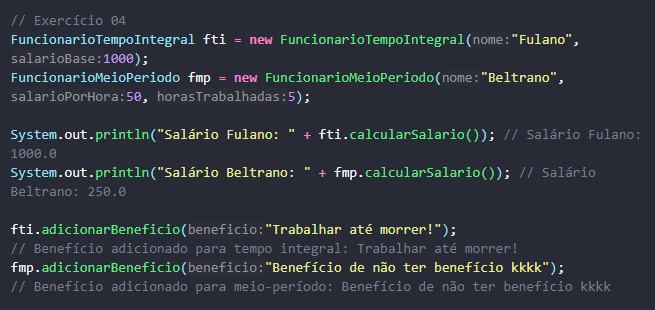 // Exercício 04
FuncionarioTempoIntegral fti = new FuncionarioTempoIntegral(nome:"Fulano",
salarioBase:1000);
FuncionarioMeioPeriodo fmp = new FuncionarioMeioPeriodo(nome:"Beltrano",
salarioPorHora:50, horasTrabalhadas:5);
System.out.println("Salário Fulano: " + fti.calcularSalario()); // Salário Fulano:
1000.0
System.out.println("Salário Beltrano: " + fmp.calcularSalario()); // Salário
Beltrano: 250.0
fti.adicionarBeneficio(beneficio:"Trabalhar até morrer!");
// Benefício adicionado para tempo integral: Trabalhar até morrer!
fmp.adicionarBeneficio(beneficio:"Benefício de não ter benefício kkkk");
// Benefício adicionado para meio-período: Benefício de não ter benefício kkkk